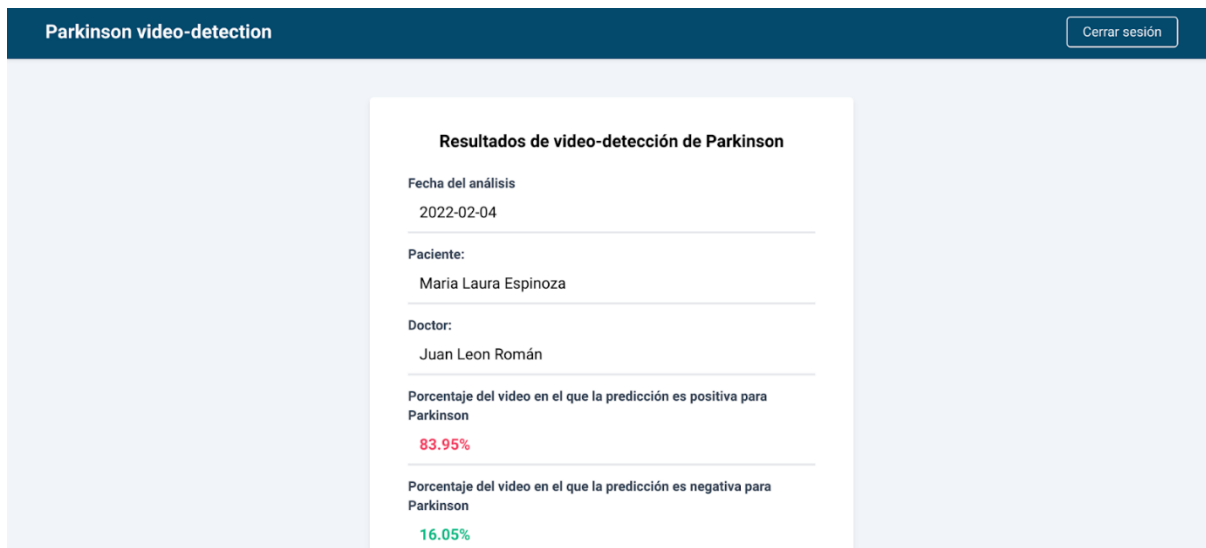 Parkinson video-detection
Cerrar sesión
Resultados de video-detección de Parkinson
Fecha del análisis
2022-02-04
Paciente:
Maria Laura Espinoza
Doctor:
Juan Leon Román
Porcentaje del video en el que la predicción es positiva para
Parkinson
83.95%
Porcentaje del video en el que la predicción es negativa para
Parkinson
16.05%